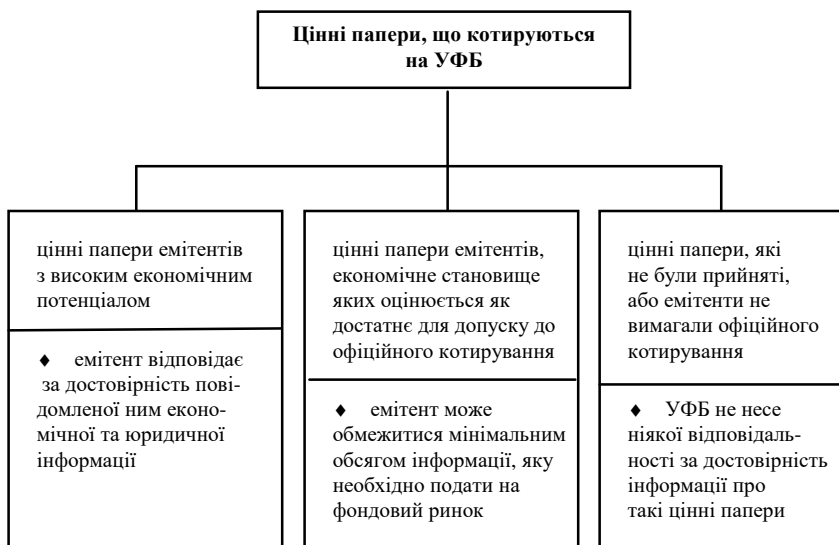 Цінні папери, що котируються
на УФБ
цінні папери емітентів
з високим економічним
потенціалом
♦ емітент відповідає
за достовірність пові-
домленої ним еконо-
мічної та юридичної
інформації
цінні папери емітентів,
економічне становище
яких оцінюється як
достатнє для допуску до
офіційного котирування
♦ емітент може
обмежитися мінімальним
обсягом інформації, яку
необхідно подати на
фондовий ринок
цінні папери, які
не були прийняті,
або емітенти не
вимагали офіційного
котирування
♦ УФБ не несе
ніякої відповідаль-
ності за достовірність
інформації про
такі цінні папери